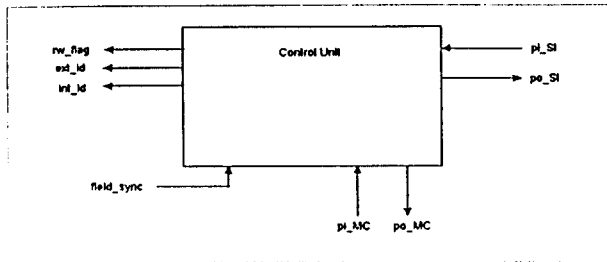 rw_flag
Control Unit
pi_SI
ext_id
po_SI
int_id
field_sync
pi_MC
po_MC